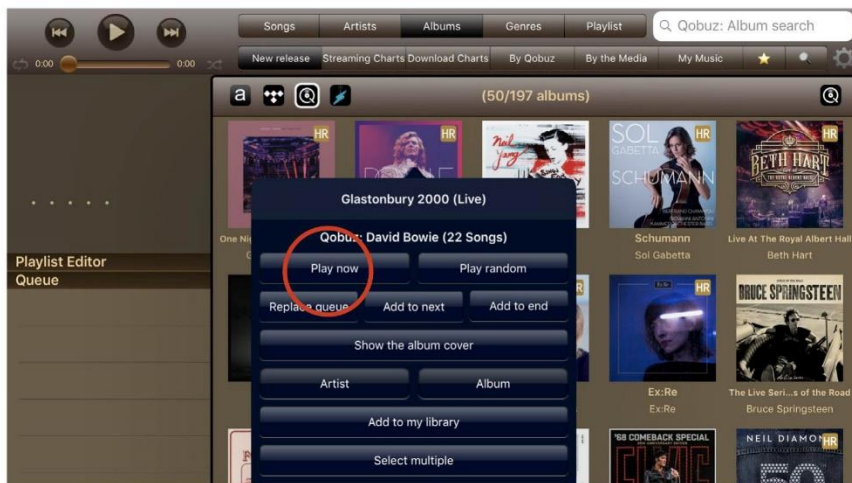 Songs Artists Albums Genres Playlist Qobuz: Album search
0:00 0:00
New release Streaming Charts Download Charts By Qobuz By the Media My Music
a (50/197 albums)
HR HR Neil Young SOL GABETTA HR HR
SCHUMANN BETH HART
Glastonbury 2000 (Live)
Qobuz: David Bowie (22 Songs)
One Schumann Live At The Royal Albert Hall
Sol Gabetta Beth Hart
Playlist Editor
Queue
Play now Play random
Replace queue Add to next Add to end
HR BRUCE SPRINGSTEEN
Show the album cover
Artist Album
Ex:Re The Live Seri...s of the Road
Ex:Re Bruce Springsteen
Add to my library
'68 COMEBACK SPECIAL NEIL DIAMON HR
ELVIS 50
Select multiple